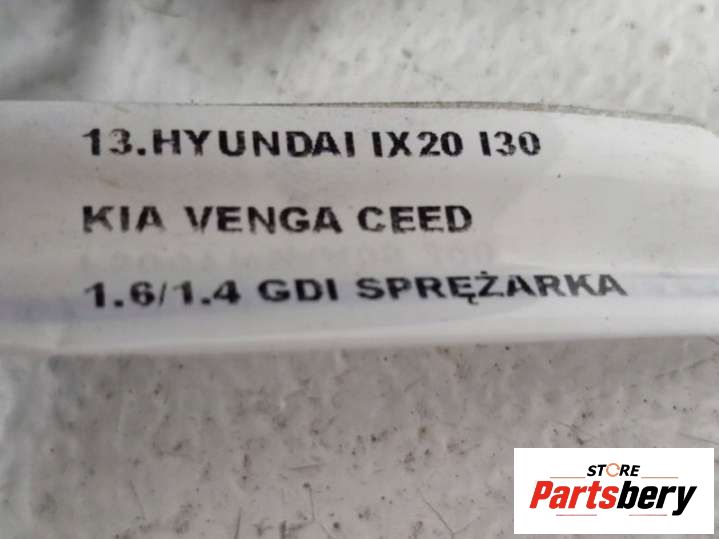 13.HYUNDAI IX20 I30
KIA VENGA CEED
1.6/1.4 GDI SPRĘŻARKA
STORE
Partsbery